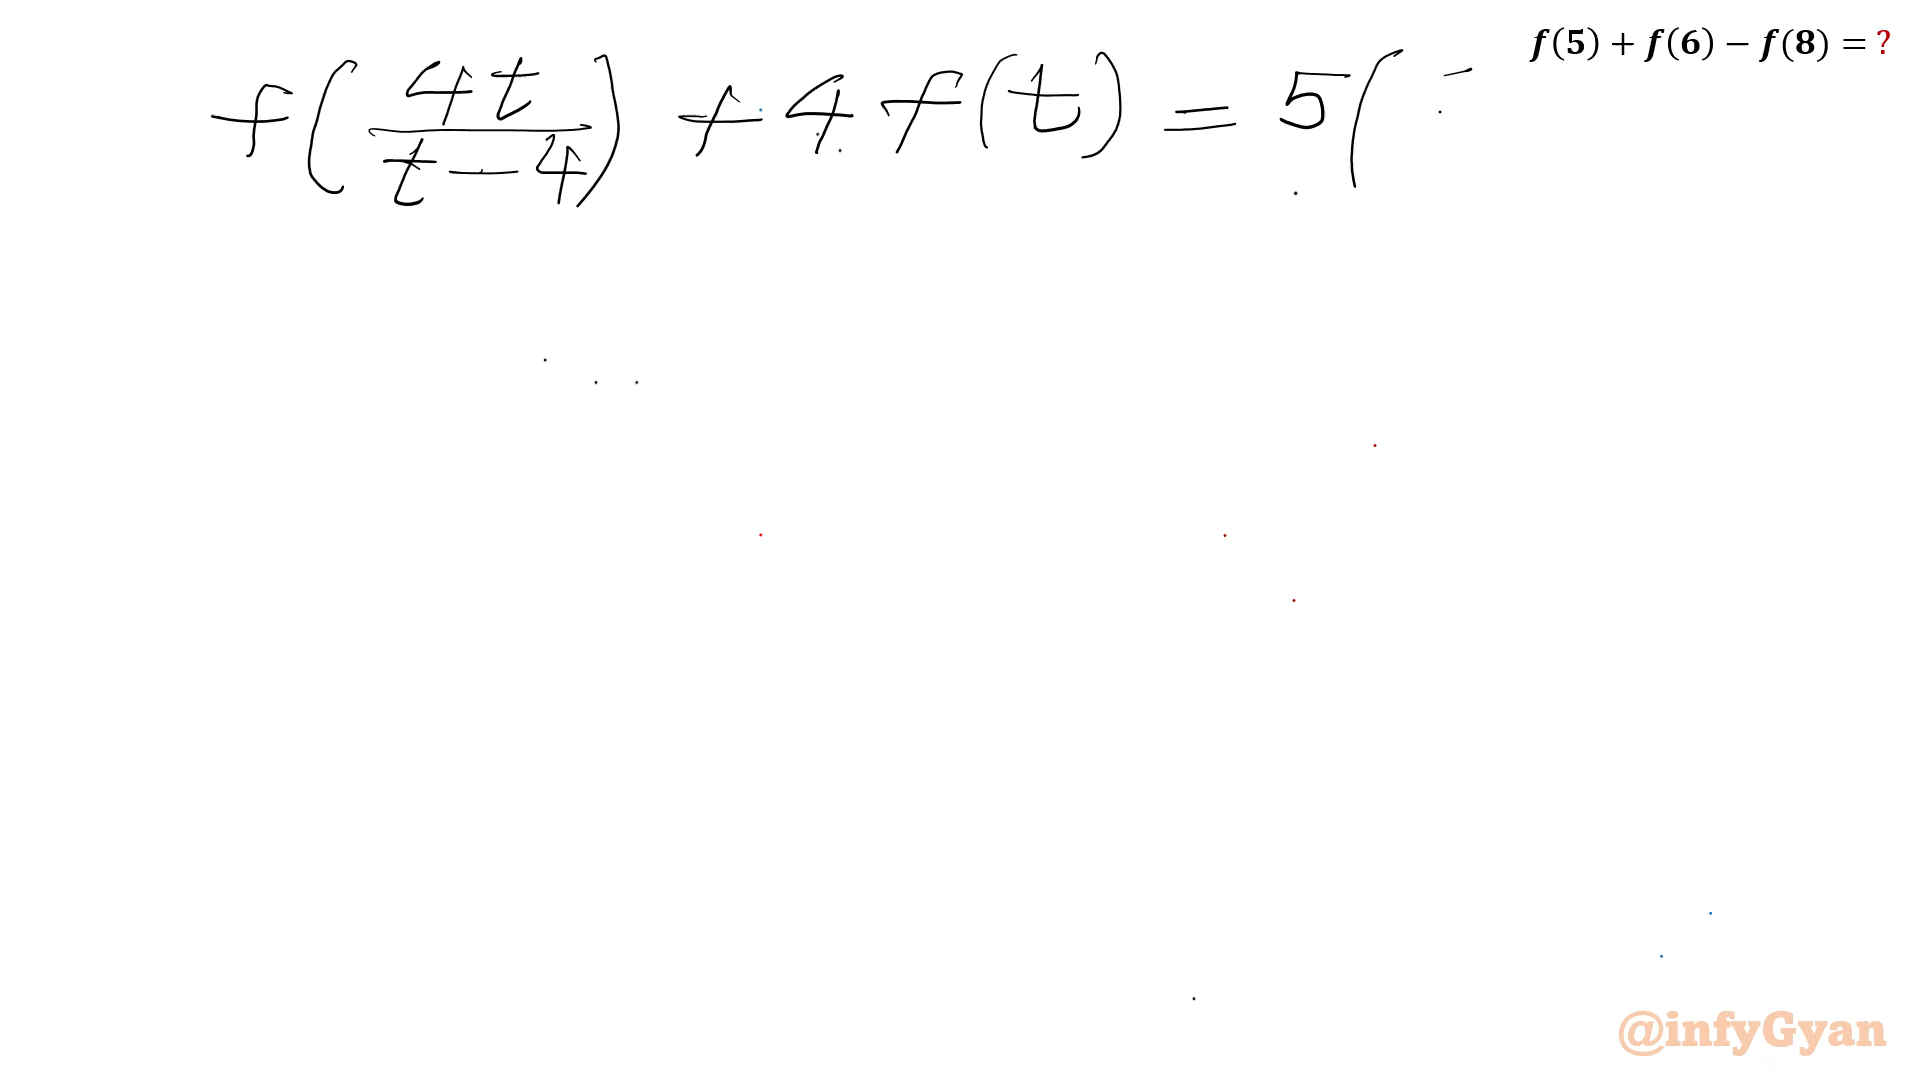 f(5) + f(6) − f(8) = ?
f(4t/(t−4)) + 4f(t) = 5(
@infyGyan